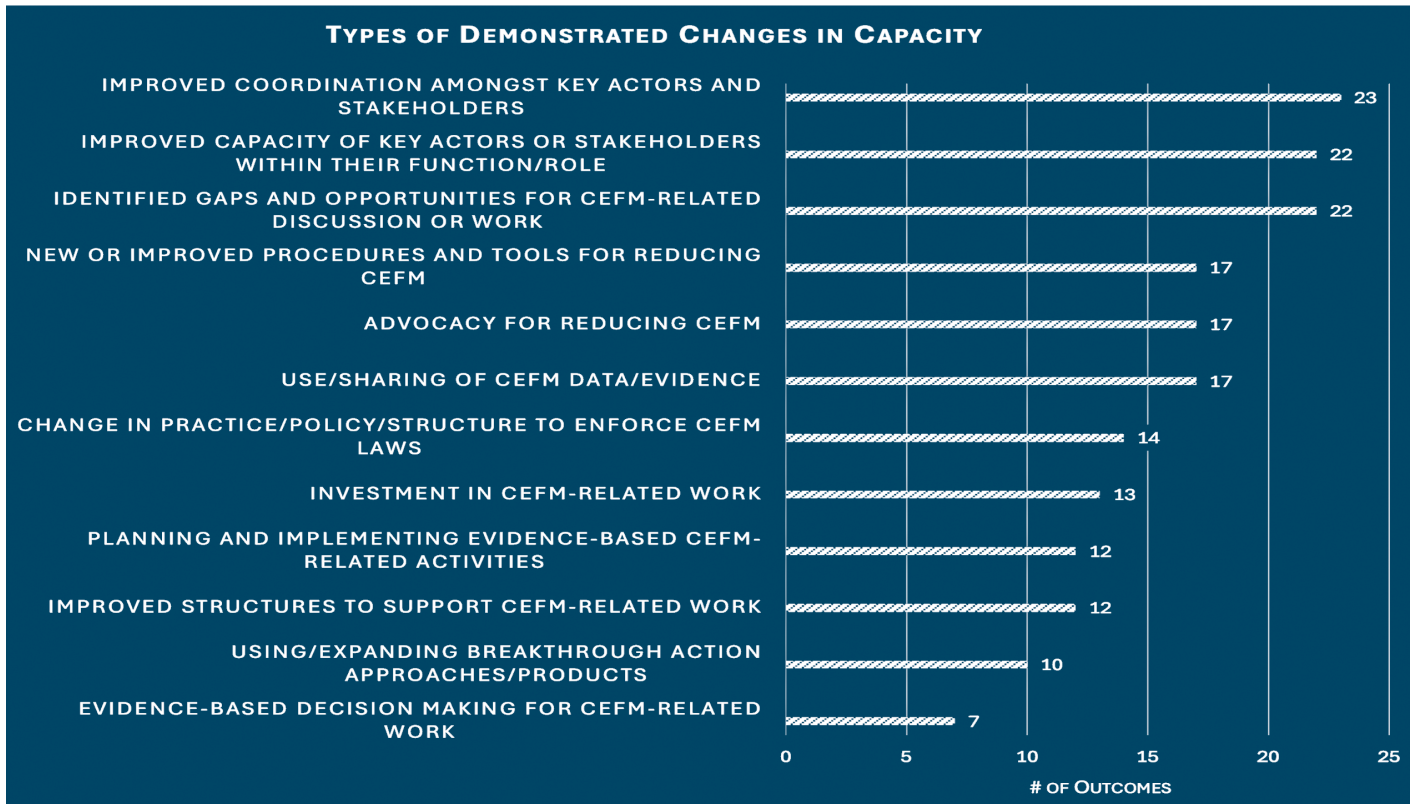 TYPES OF DEMONSTRATED CHANGES IN CAPACITY
IMPROVED COORDINATION AMONGST KEY ACTORS AND
STAKEHOLDERS
23
IMPROVED CAPACITY OF KEY ACTORS OR STAKEHOLDERS
WITHIN THEIR FUNCTION/ROLE
22
IDENTIFIED GAPS AND OPPORTUNITIES FOR CEFM-RELATED
DISCUSSION OR WORK
22
NEW OR IMPROVED PROCEDURES AND TOOLS FOR REDUCING
CEFM
17
ADVOCACY FOR REDUCING CEFM
17
USE/SHARING OF CEFM DATA/EVIDENCE
17
CHANGE IN PRACTICE/POLICY/STRUCTURE TO ENFORCE CEFM
LAWS
14
INVESTMENT IN CEFM-RELATED WORK
13
PLANNING AND IMPLEMENTING EVIDENCE-BASED CEFM-
RELATED ACTIVITIES
12
IMPROVED STRUCTURES TO SUPPORT CEFM-RELATED WORK
12
USING/EXPANDING BREAKTHROUGH ACTION
APPROACHES/PRODUCTS
10
EVIDENCE-BASED DECISION MAKING FOR CEFM-RELATED
WORK
7
0 5 10 15 20 25
# OF OUTCOMES